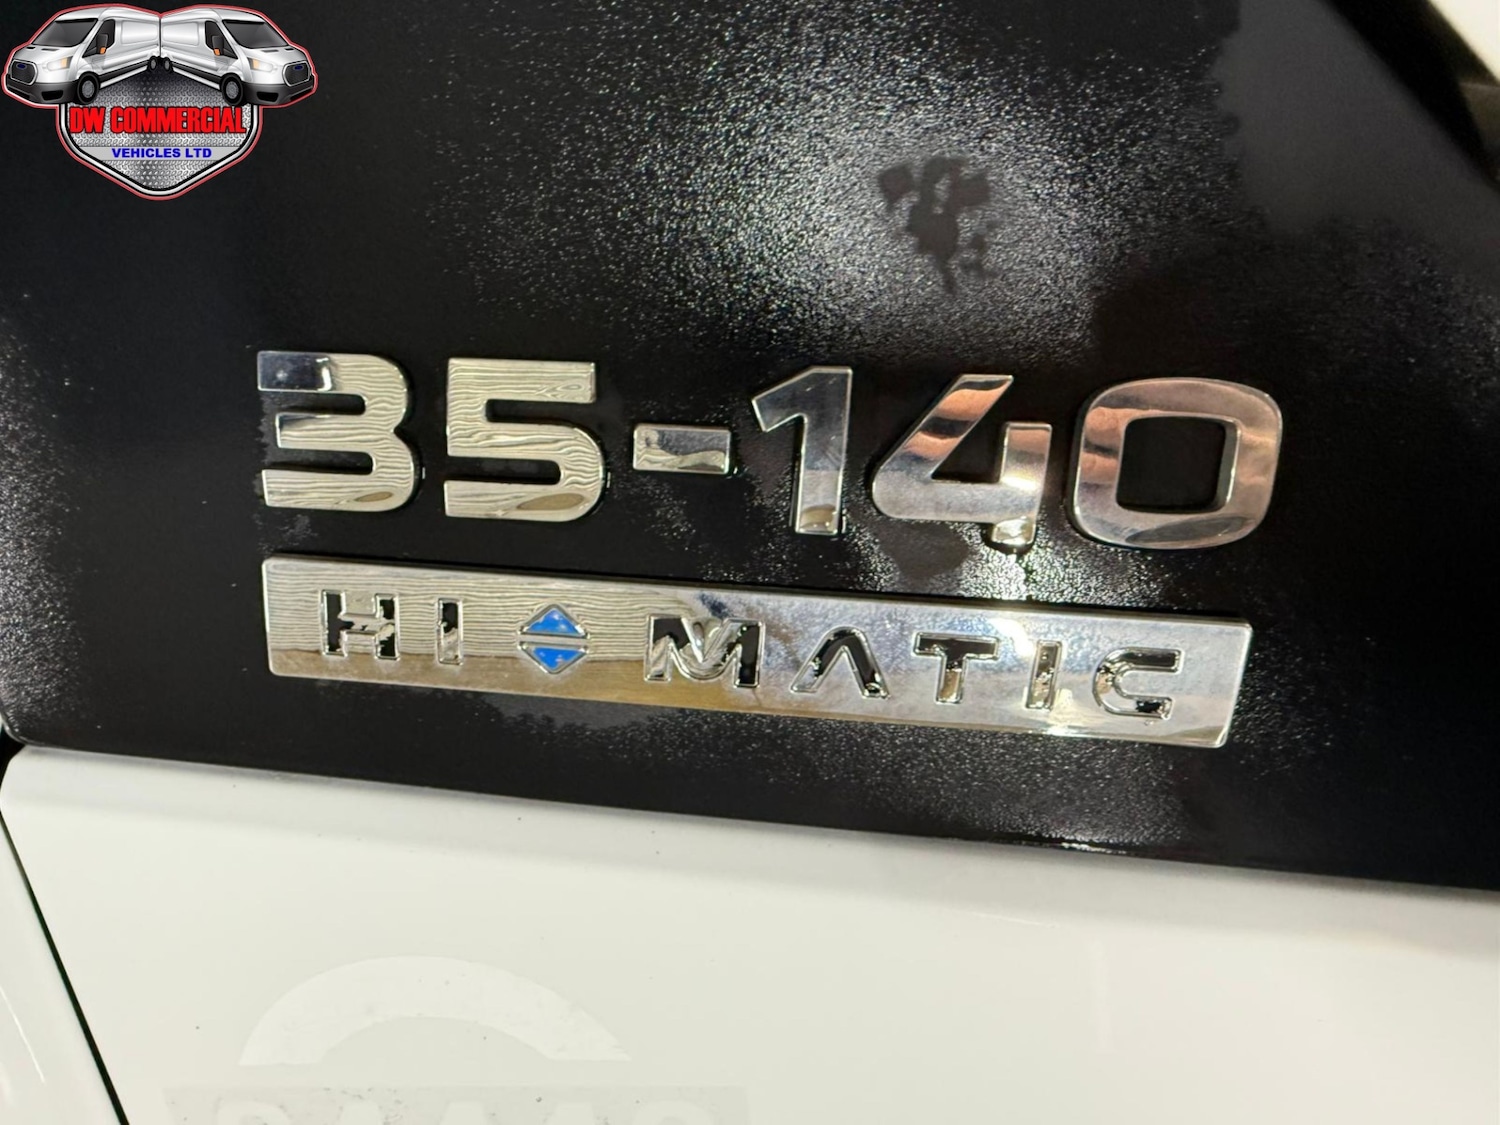 DW COMMERCIAL
VEHICLES LTD
35-140
HI MATIC